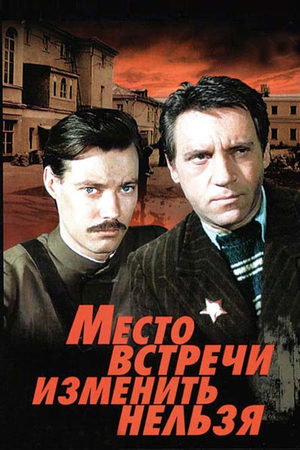 Место
встречи
изменить
нельзя